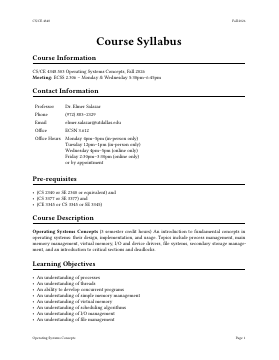 CS/CE 4348
Fall 2024
Course Syllabus
Course Information
CS/CE 4348.503 Operating Systems Concepts, Fall 2024
Meeting: ECSS 2.306 – Monday & Wednesday 5:30pm-6:45pm
Contact Information
Professor Dr. Elmer Salazar
Phone (972) 883-2329
Email elmer.salazar@utdallas.edu
Office ECSN 3.612
Office Hours Monday 4pm-5pm (in-person only)
Tuesday 12pm-1pm (in-person only)
Wednesday 4pm-5pm (online only)
Friday 2:30pm-3:30pm (online only)
or by appointment
Pre-requisites
• (CS 2340 or SE 2340 or equivalent) and
• (CS 3377 or SE 3377) and
• (CE 3345 or CS 3345 or SE 3345)
Course Description
Operating Systems Concepts (3 semester credit hours) An introduction to fundamental concepts in
operating systems: their design, implementation, and usage. Topics include process management, main
memory management, virtual memory, I/O and device drivers, file systems, secondary storage manage-
ment, and an introduction to critical sections and deadlocks.
Learning Objectives
• An understanding of processes
• An understanding of threads
• An ability to develop concurrent programs
• An understanding of simple memory management
• An understanding of virtual memory
• An understanding of scheduling algorithms
• An understanding of I/O management
• An understanding of file management
Operating Systems Concepts
Page 1